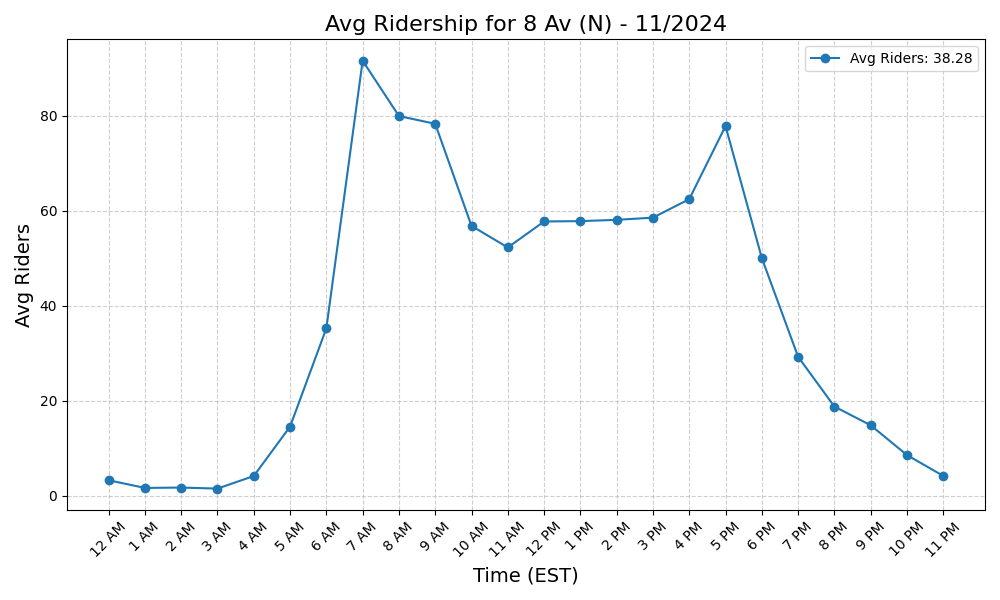 Avg Ridership for 8 Av (N) - 11/2024
Avg Riders: 38.28
Avg Riders
80
60
40
20
0
12 AM
1 AM
2 AM
3 AM
4 AM
5 AM
6 AM
7 AM
8 AM
9 AM
10 AM
11 AM
12 PM
1 PM
2 PM
3 PM
4 PM
5 PM
6 PM
7 PM
8 PM
9 PM
10 PM
11 PM
Time (EST)